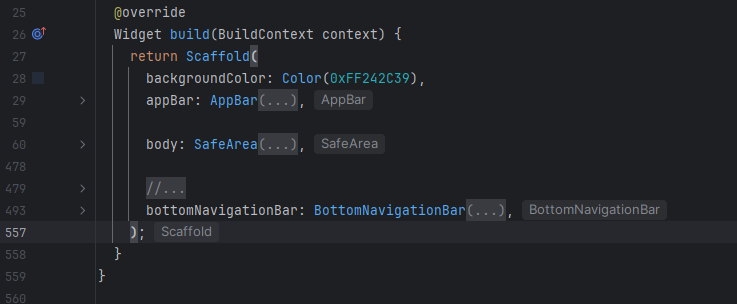 25 @override
26 Widget build(BuildContext context) {
27 return Scaffold(
28 backgroundColor: Color(0xFF242C39),
29 appBar: AppBar(...), AppBar
59
60 body: SafeArea(...), SafeArea
478
479 //...
493 bottomNavigationBar: BottomNavigationBar(...), BottomNavigationBar
557 ); Scaffold
558 }
559 }
560